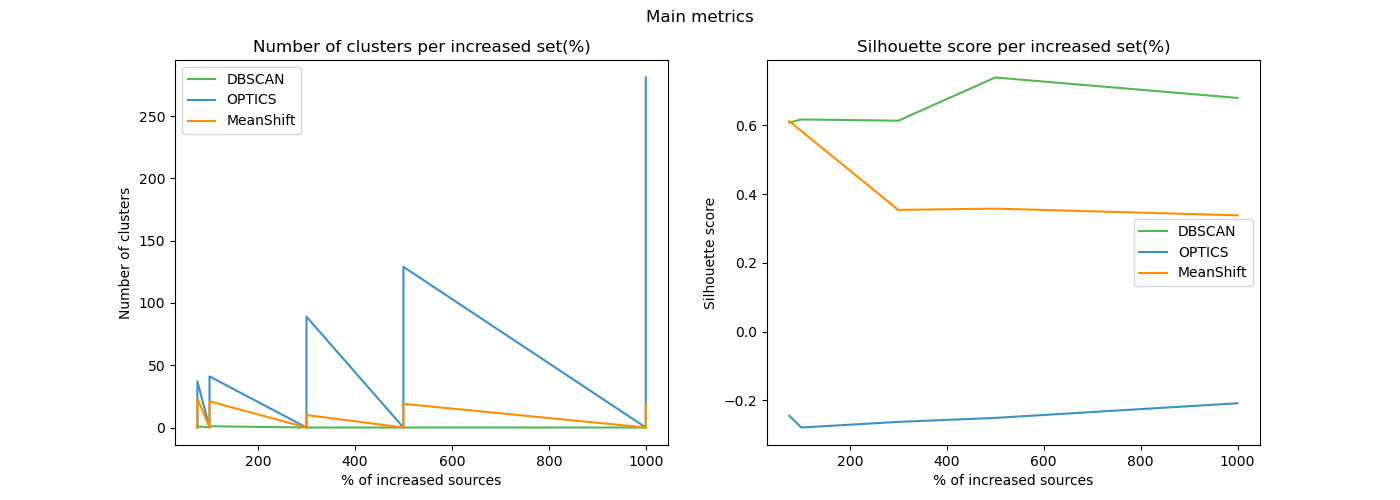 Main metrics
Number of clusters per increased set(%)
DBSCAN
OPTICS
MeanShift
Number of clusters
250
200
150
100
50
0
200
400
600
800
1000
% of increased sources
Silhouette score per increased set(%)
Silhouette score
0.6
0.4
0.2
0.0
−0.2
DBSCAN
OPTICS
MeanShift
200
400
600
800
1000
% of increased sources